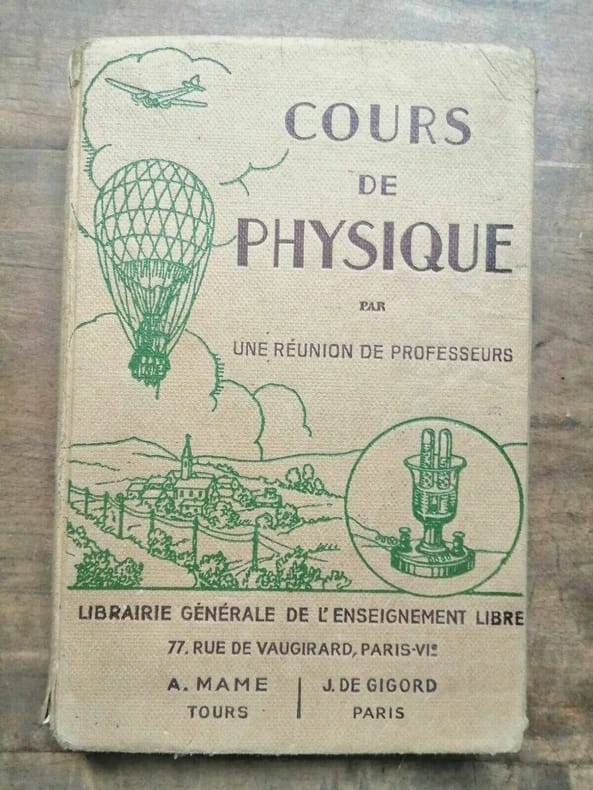 COURS
DE
PHYSIQUE
PAR
UNE RÉUNION DE PROFESSEURS
LIBRAIRIE GÉNÉRALE DE L'ENSEIGNEMENT LIBRE
77, RUE DE VAUGIRARD, PARIS-VIe
A. MAME | J. DE GIGORD
TOURS | PARIS